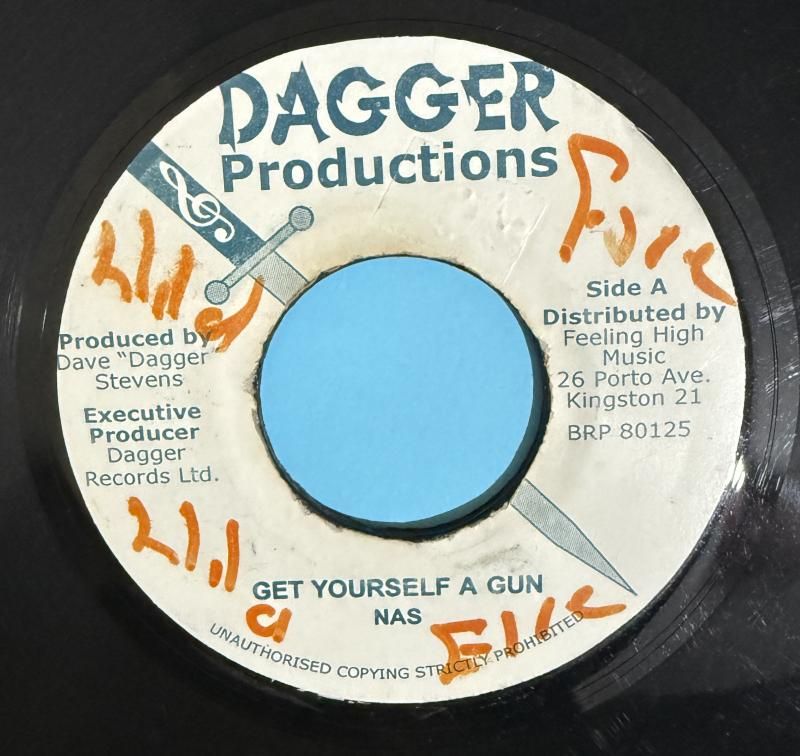 DAGGER
Productions
Side A
Distributed by
Feeling High
Music
26 Porto Ave.
Kingston 21
BRP 80125
Produced by
Dave "Dagger"
Stevens
Executive
Producer
Dagger
Records Ltd.
GET YOURSELF A GUN
NAS
UNAUTHORISED COPYING STRICTLY PROHIBITED
Fire